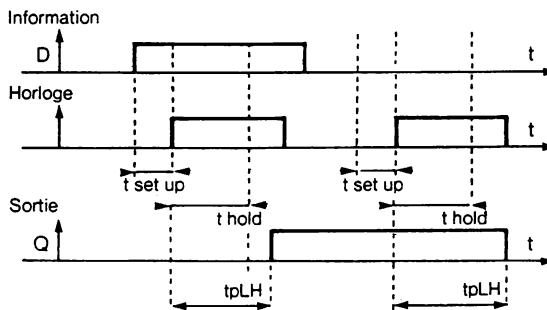 Information
D
t
Horloge
t
t set up
t set up
Sortie
t hold
t hold
Q
t
tpLH
tpLH